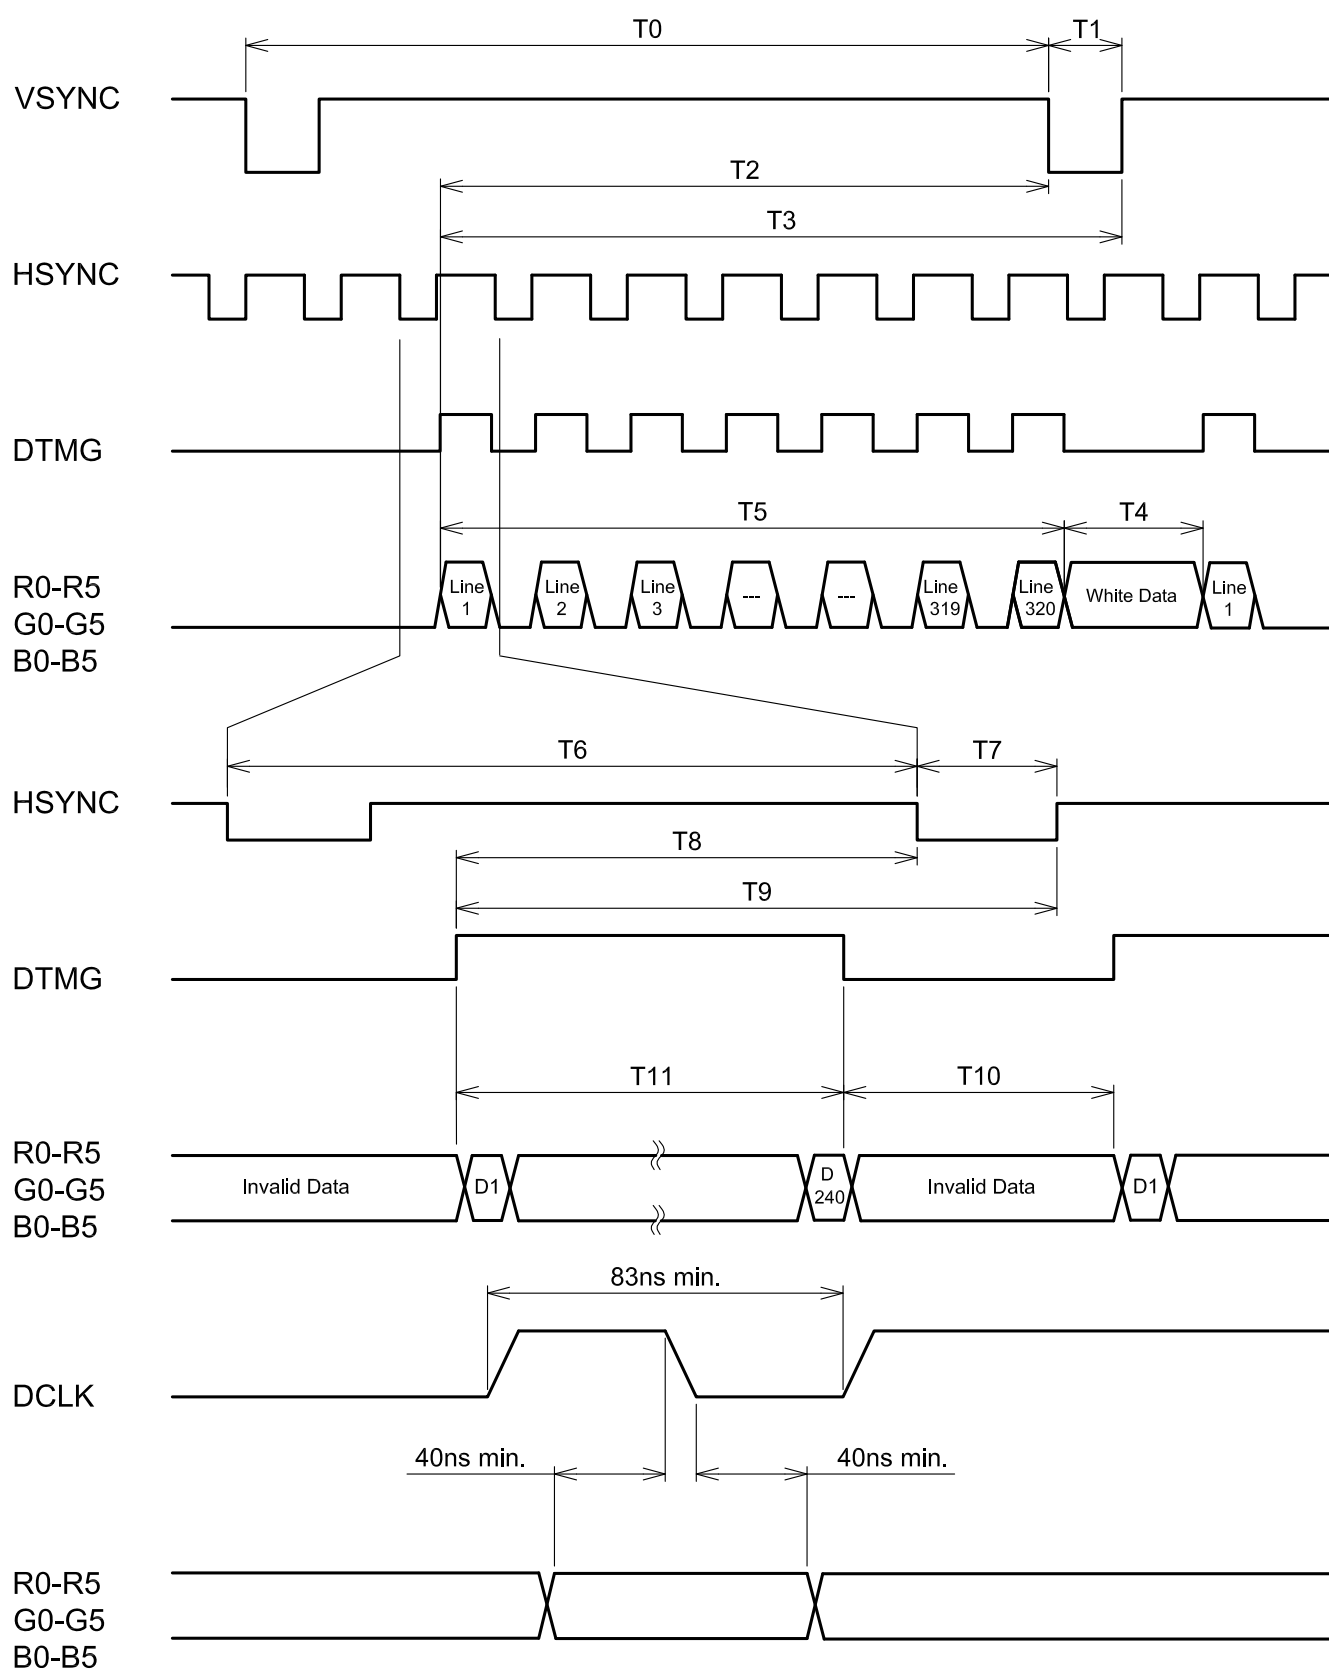 T0 T1
VSYNC
T2
T3
HSYNC
DTMG
T5 T4
R0-R5
G0-G5
B0-B5
Line
1
Line
2
Line
3
---
---
Line
319
Line
320
White Data
Line
1
T6 T7
HSYNC
T8
T9
DTMG
T11 T10
R0-R5
G0-G5
B0-B5
Invalid Data
D1
D
240
Invalid Data
D1
83ns min.
DCLK
40ns min. 40ns min.
R0-R5
G0-G5
B0-B5